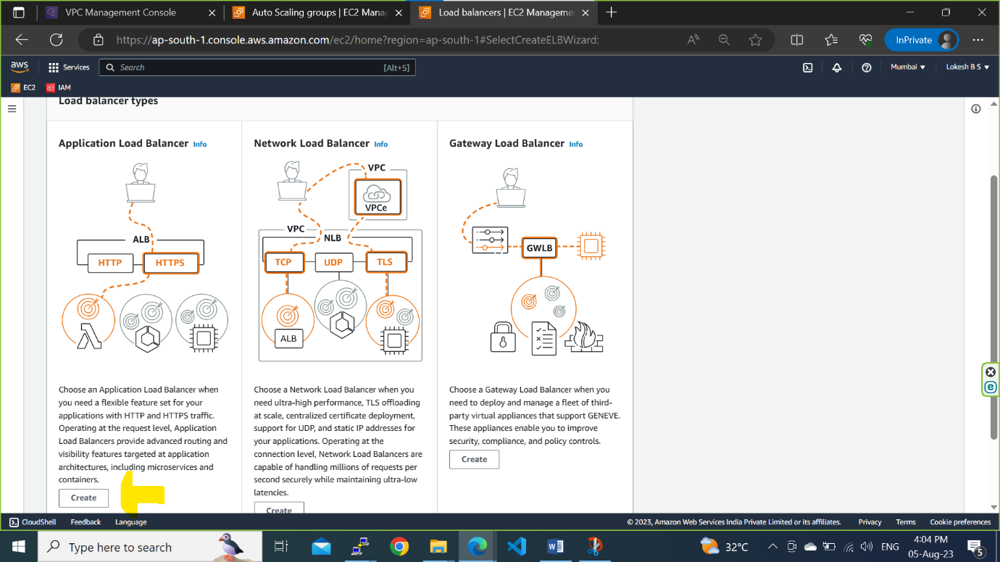 VPC Management Console
Auto Scaling groups | EC2 Manag
Load balancers | EC2 Manageme
https://ap-south-1.console.aws.amazon.com/ec2/home?region=ap-south-1#SelectCreateELBWizard:
InPrivate
aws
Services
Search
[Alt+S]
Mumbai
Lokesh B S
EC2
IAM
Load balancer types
Application Load Balancer Info
ALB
HTTP
HTTPS
Choose an Application Load Balancer when
you need a flexible feature set for your
applications with HTTP and HTTPS traffic.
Operating at the request level, Application
Load Balancers provide advanced routing and
visibility features targeted at application
architectures, including microservices and
containers.
Create
Network Load Balancer Info
VPC
VPCe
VPC
NLB
TCP
UDP
TLS
ALB
Choose a Network Load Balancer when you
need ultra-high performance, TLS offloading
at scale, centralized certificate deployment,
support for UDP, and static IP addresses for
your applications. Operating at the
connection level, Network Load Balancers are
capable of handling millions of requests per
second securely while maintaining ultra-low
latencies.
Create
Gateway Load Balancer Info
GWLB
Choose a Gateway Load Balancer when you
need to deploy and manage a fleet of third-
party virtual appliances that support GENEVE.
These appliances enable you to improve
security, compliance, and policy controls.
Create
CloudShell
Feedback
Language
© 2023, Amazon Web Services India Private Limited or its affiliates.
Privacy
Terms
Cookie preferences
Type here to search
32°C
ENG
4:04 PM
05-Aug-23
5